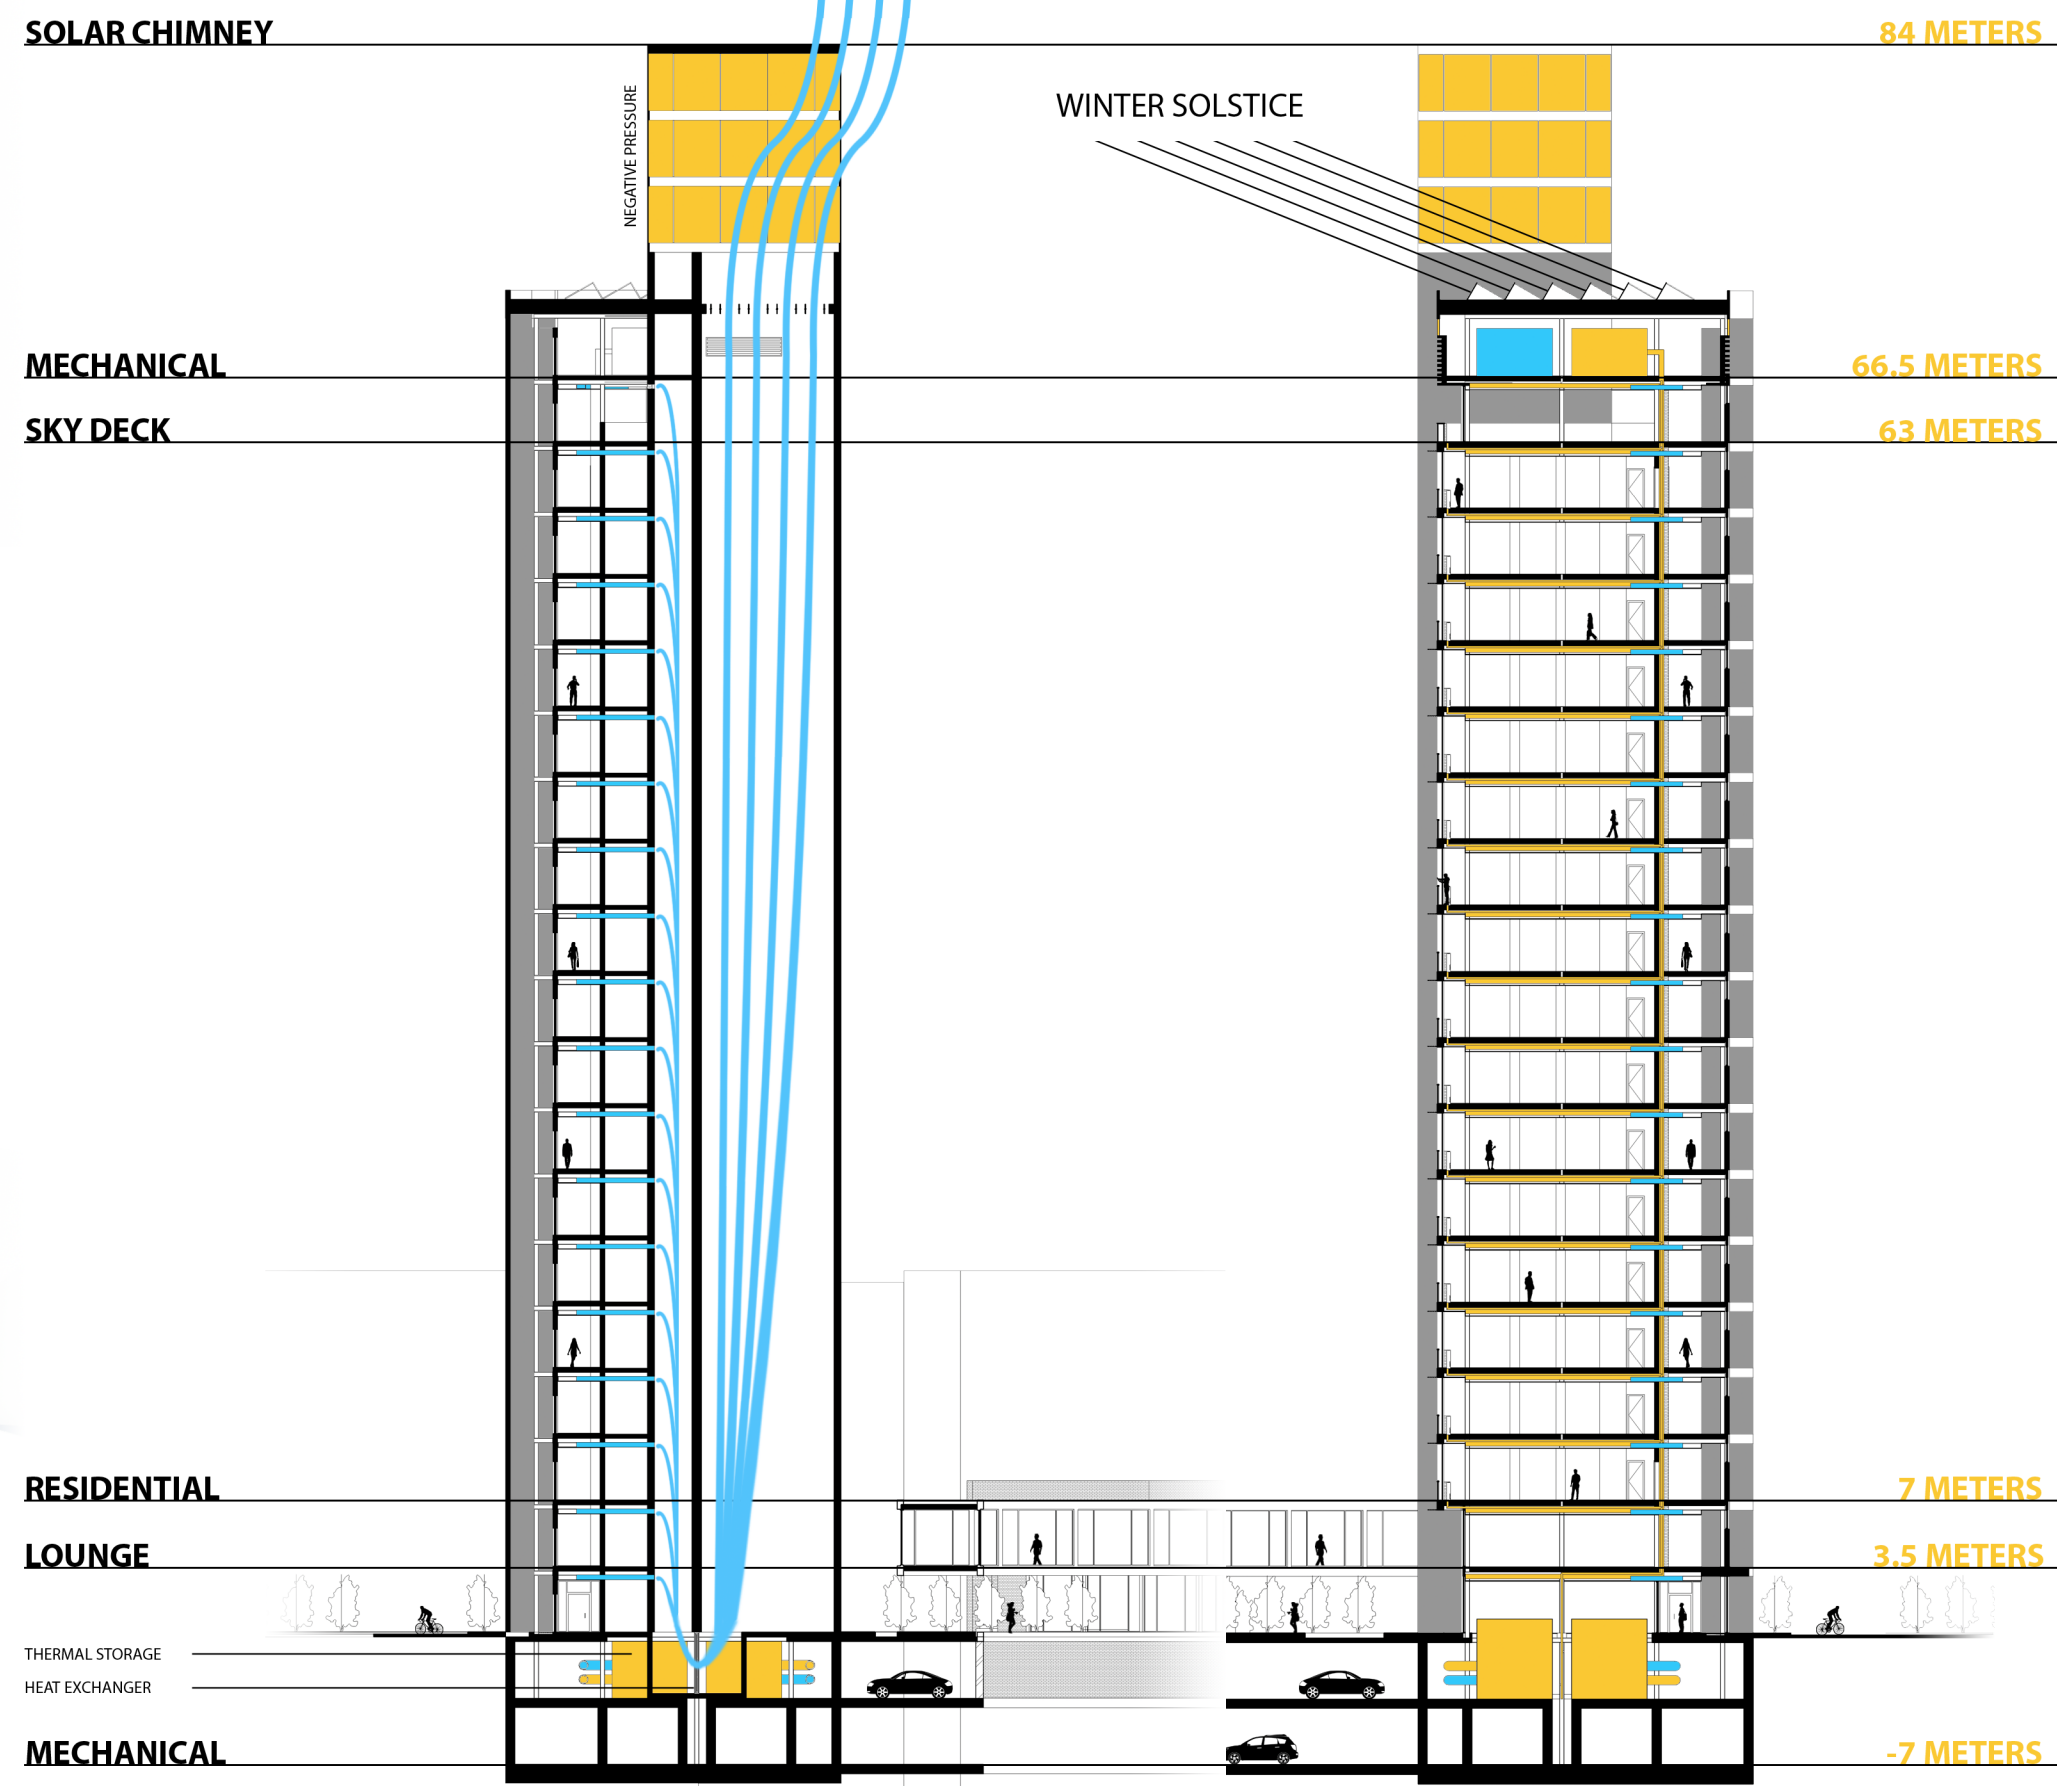 SOLAR CHIMNEY
84 METERS
NEGATIVE PRESSURE
WINTER SOLSTICE
MECHANICAL
66.5 METERS
SKY DECK
63 METERS
RESIDENTIAL
7 METERS
LOUNGE
3.5 METERS
THERMAL STORAGE
HEAT EXCHANGER
MECHANICAL
-7 METERS